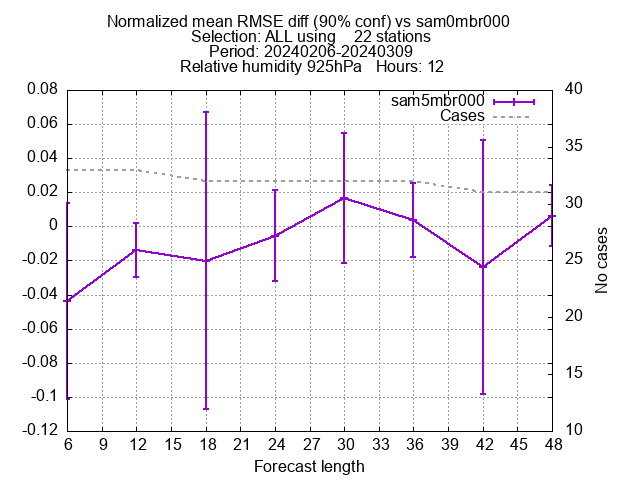 Normalized mean RMSE diff (90% conf) vs sam0mbr000
Selection: ALL using    22 stations
Period: 20240206-20240309
Relative humidity 925hPa   Hours: 12
sam5mbr000
Cases
0.08
0.06
0.04
0.02
0
-0.02
-0.04
-0.06
-0.08
-0.1
-0.12
40
35
30
25
20
15
10
No cases
6 9 12 15 18 21 24 27 30 33 36 39 42 45 48
Forecast length